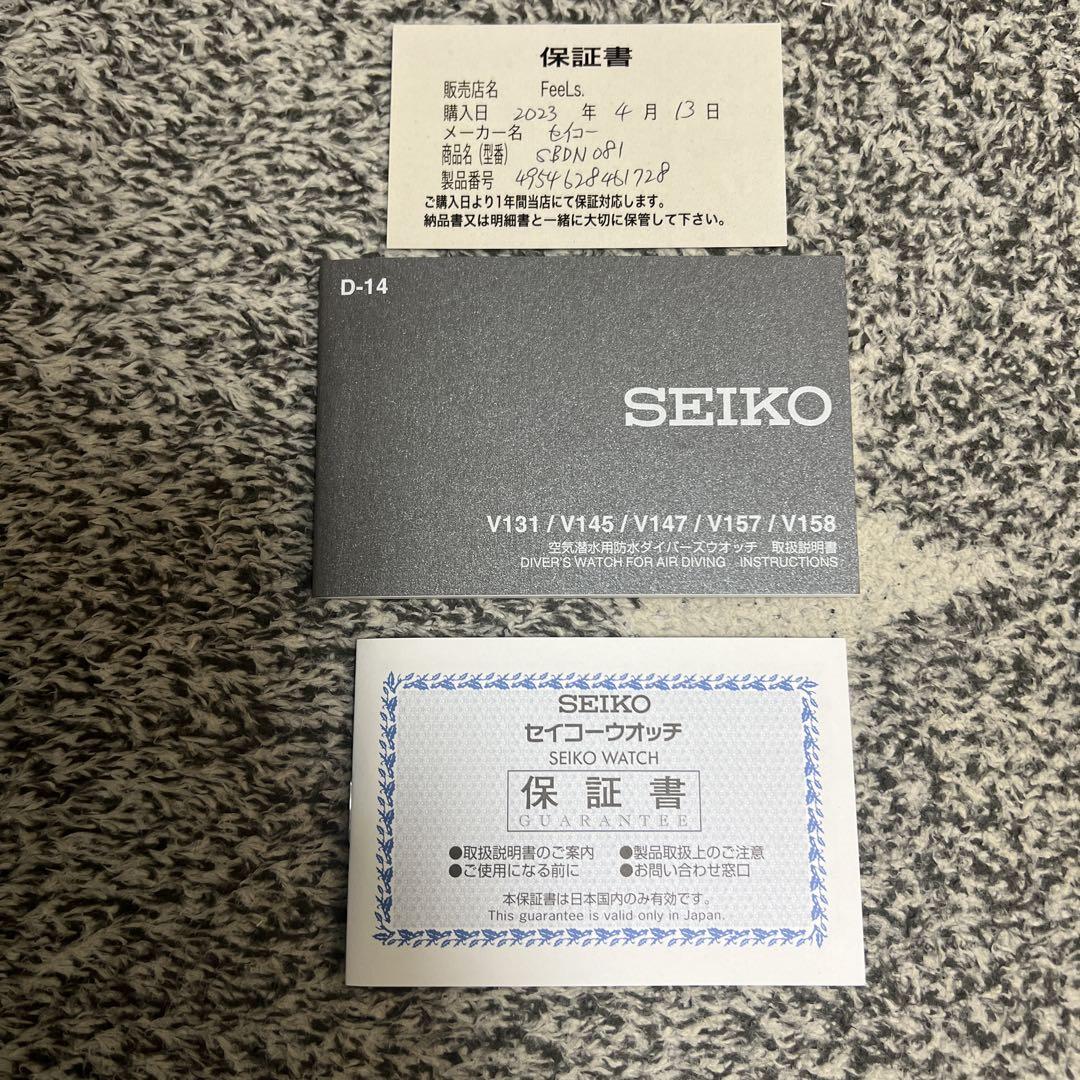 保証書
販売店名 FeeLs.
購入日 2023 年 4 月 13 日
メーカー名 セイコー
商品名(型番) SBDN081
製品番号 4954628461728
ご購入日より1年間当店にて保証対応します。
納品書又は明細書と一緒に大切に保管して下さい。
D-14
SEIKO
V131 / V145 / V147 / V157 / V158
空気潜水用防水ダイバーズウオッチ 取扱説明書
DIVER'S WATCH FOR AIR DIVING INSTRUCTIONS
SEIKO
セイコーウオッチ
SEIKO WATCH
保証書
GUARANTEE
●取扱説明書のご案内 ●製品取扱上のご注意
●ご使用になる前に ●お問い合わせ窓口
本保証書は日本国内のみ有効です。
This guarantee is valid only in Japan.